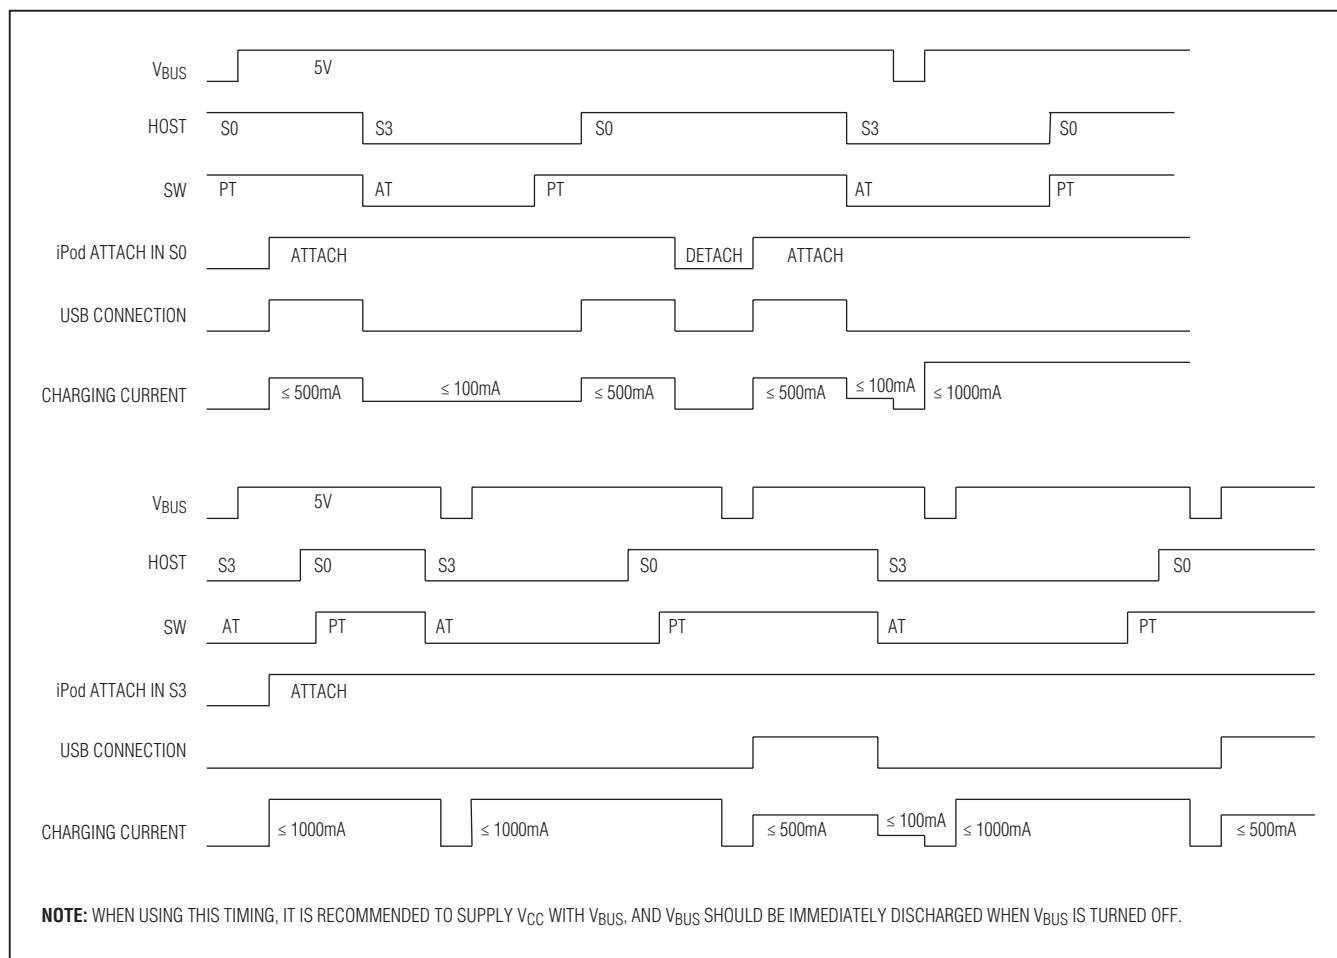 VBUS 5V
HOST S0 S3 S0 S3 S0
SW PT AT PT AT PT
iPod ATTACH IN S0 ATTACH DETACH ATTACH
USB CONNECTION
CHARGING CURRENT ≤ 500mA ≤ 100mA ≤ 500mA ≤ 500mA ≤ 100mA ≤ 1000mA
VBUS 5V
HOST S3 S0 S3 S0 S3 S0
SW AT PT AT PT AT PT
iPod ATTACH IN S3 ATTACH
USB CONNECTION
CHARGING CURRENT ≤ 1000mA ≤ 1000mA ≤ 500mA ≤ 100mA ≤ 1000mA ≤ 500mA
NOTE: WHEN USING THIS TIMING, IT IS RECOMMENDED TO SUPPLY VCC WITH VBUS, AND VBUS SHOULD BE IMMEDIATELY DISCHARGED WHEN VBUS IS TURNED OFF.